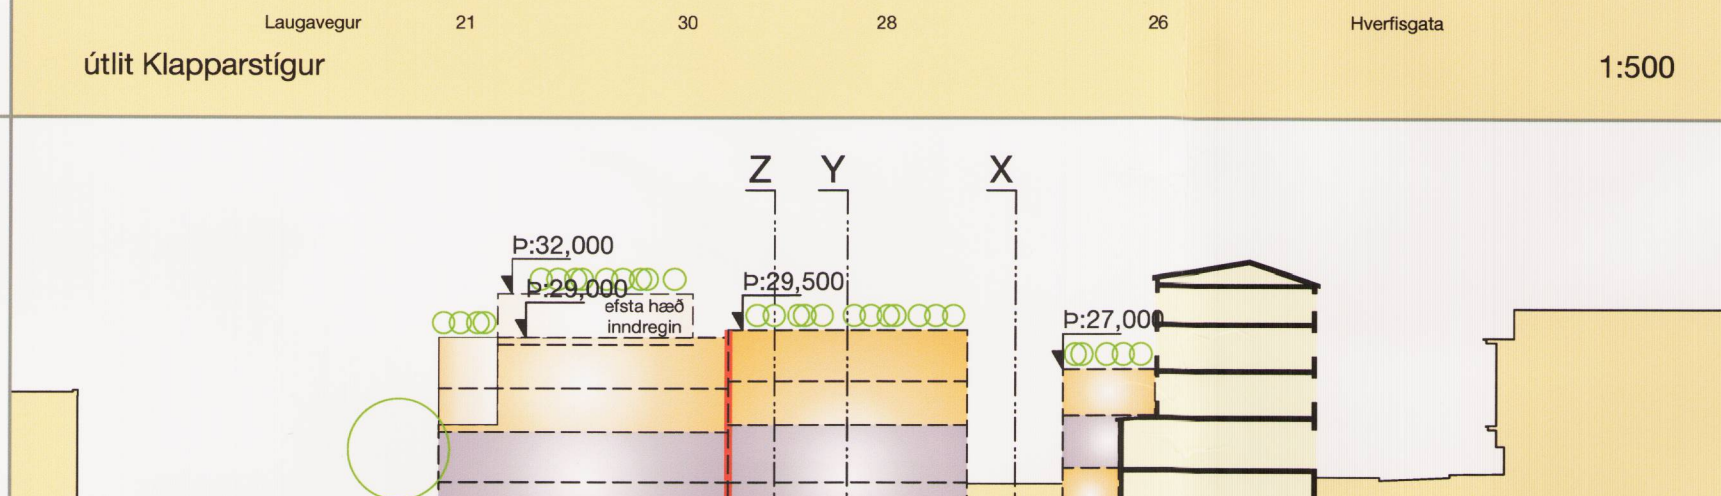 Laugavegur 21 30 28 26 Hverfisgata
útlit Klapparstígur 1:500
Z Y X
Þ:32,000
Þ:29,000
Þ:29,500
efsta hæð
inndregin
Þ:27,000